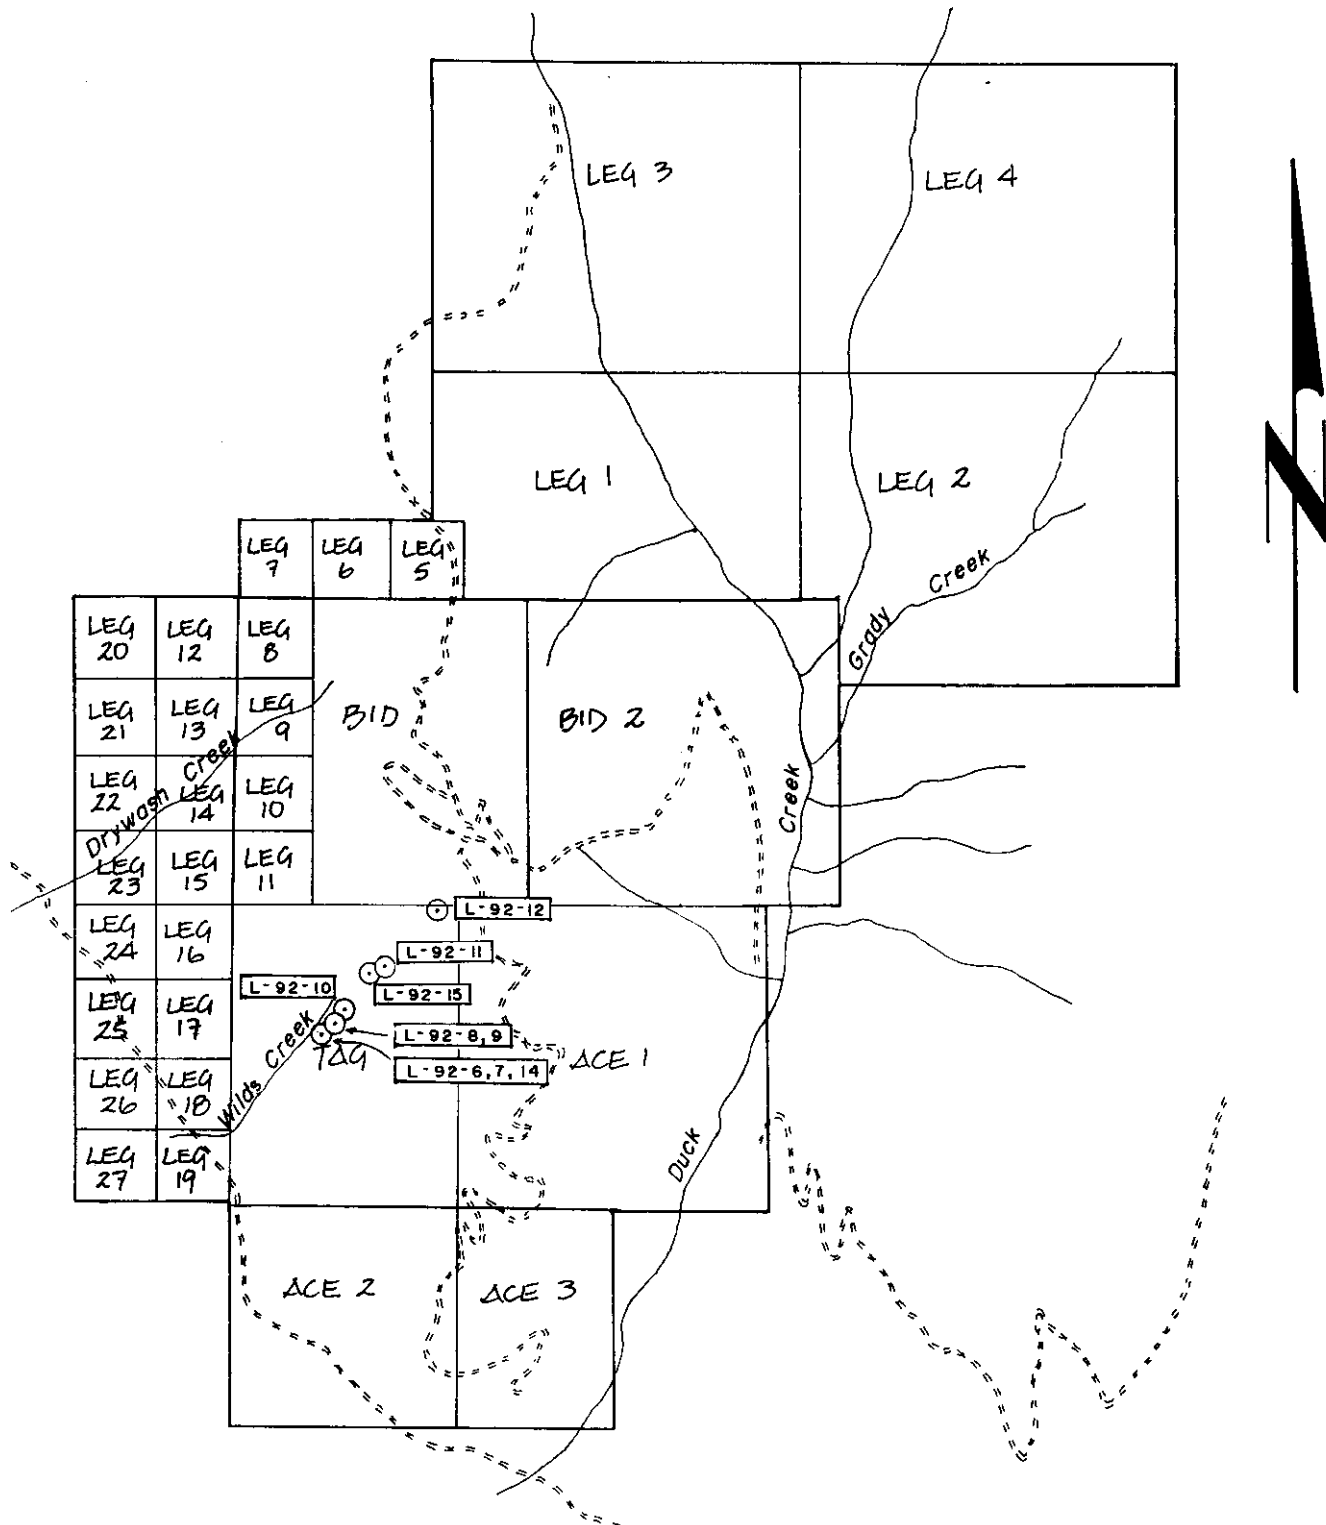 LEG 3
LEG 4
LEG 1
LEG 2
N
LEG
7
LEG
6
LEG
5
Grady Creek
LEG
20
LEG
12
LEG
8
LEG
21
LEG
13
LEG
9
BID
BID 2
LEG
22
LEG
14
LEG
10
Drywash Creek
Creek
LEG
23
LEG
15
LEG
11
L-92-12
LEG
24
LEG
16
L-92-11
L-92-10
L-92-15
LEG
25
LEG
17
L-92-8,9
TAG
ACE 1
L-92-6,7,14
Wilds Creek
LEG
26
LEG
18
Duck
LEG
27
LEG
19
ACE 2
ACE 3